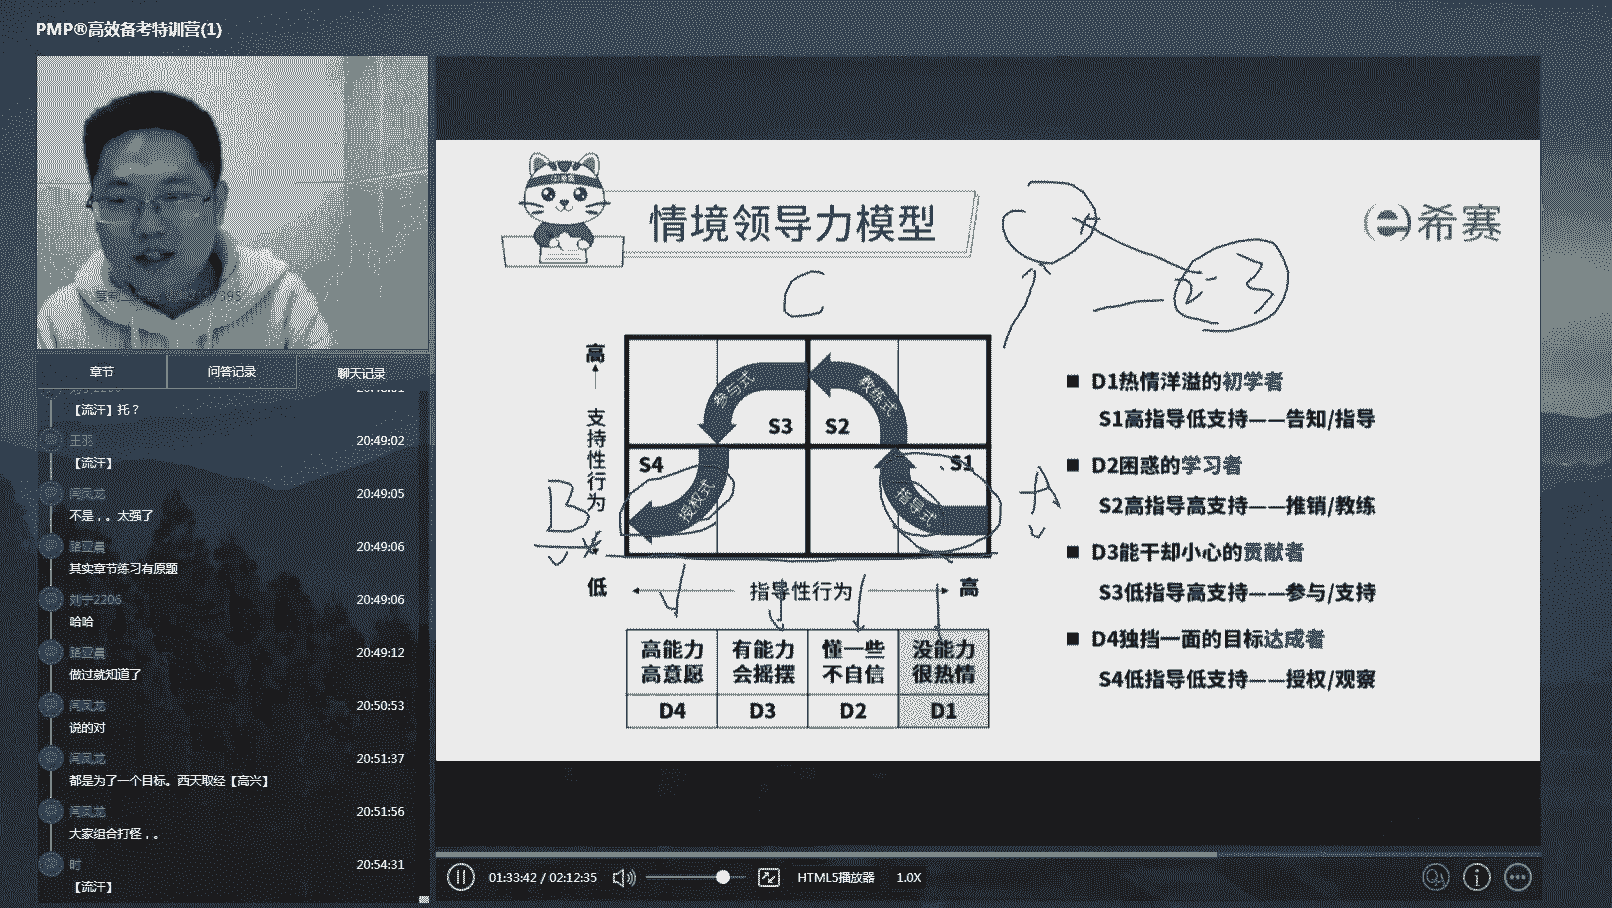 PMP®高效备考特训营(1)
章节
问答记录
聊天记录
【流汗】托？
王羽
20:49:02
【流汗】
闫凤龙
20:49:05
不是，。太强了
20:49:06
其实章节练习有原题
刘宇2206
20:49:06
哈哈
20:49:12
做过就知道了
闫凤龙
20:50:53
说的对
闫凤龙
20:51:37
都是为了一个目标。西天取经【高兴】
闫凤龙
20:51:56
大家组合打怪，。
时
20:54:31
【流汗】
情境领导力模型
希赛
C
2 3
高
支持性行为
低
参与式
教练式
S3
S2
S4
S1
授权式
指导式
B
A
指导性行为
高
高能力
高意愿
有能力
会摇摆
懂一些
不自信
没能力
很热情
D4
D3
D2
D1
■ D1热情洋溢的初学者
S1高指导低支持——告知/指导
■ D2困惑的学习者
S2高指导高支持——推销/教练
■ D3能干却小心的贡献者
S3低指导高支持——参与/支持
■ D4独挡一面的目标达成者
S4低指导低支持——授权/观察
01:33:42 / 02:12:35
HTML5播放器
1.0X